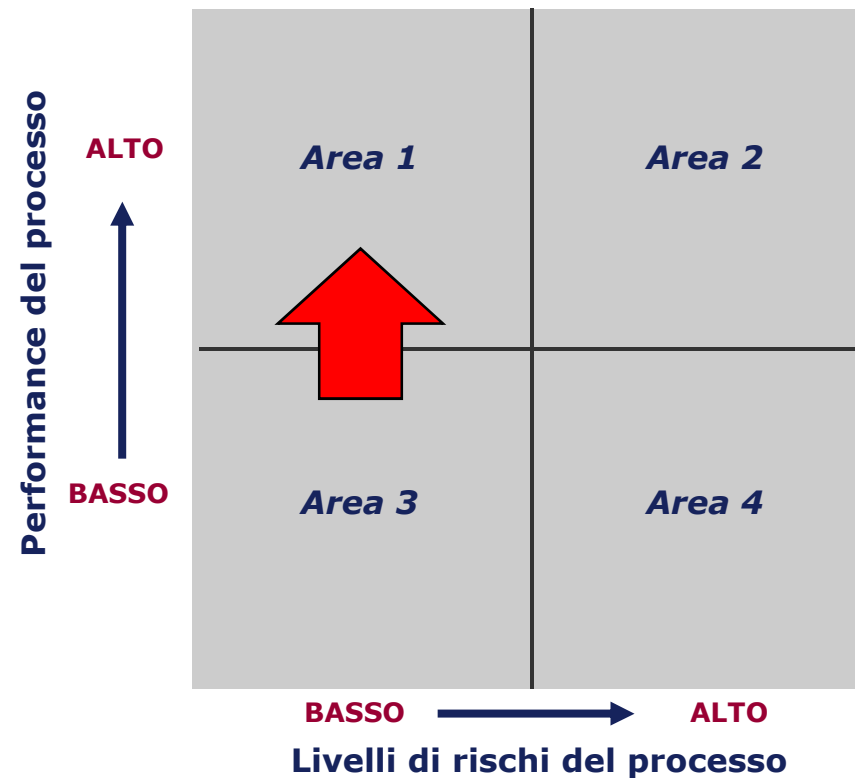 Performance del processo
ALTO
BASSO
Area 1
Area 2
Area 3
Area 4
BASSO
ALTO
Livelli di rischi del processo